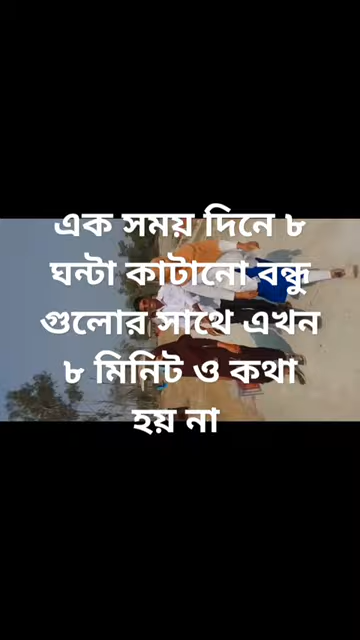 এক সময় দিনে ৮
ঘন্টা কাটানো বন্ধু
গুলোর সাথে এখন
৮ মিনিট ও কথা
হয় না